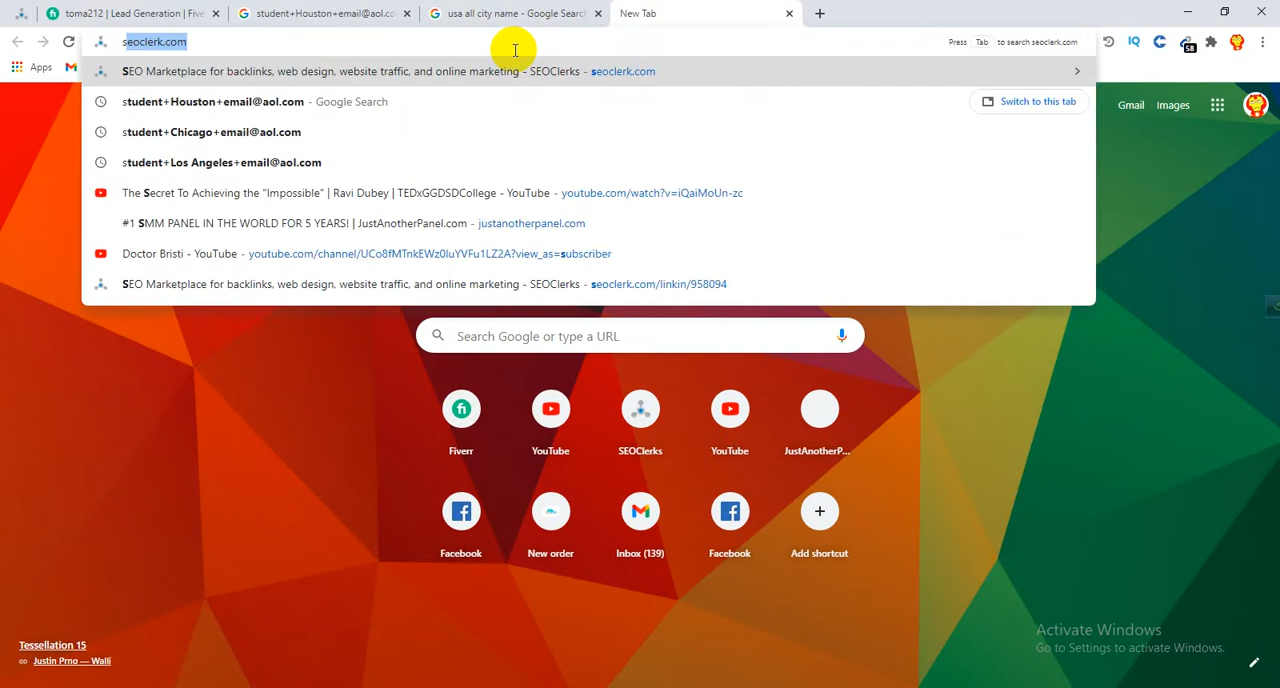 toma212 | Lead Generation | Five
student+Houston+email@aol.co
usa all city name - Google Search
New Tab
seoclerk.com
Press Tab to search seoclerk.com
58
SEO Marketplace for backlinks, web design, website traffic, and online marketing - SEOClerks - seoclerk.com
Apps
student+Houston+email@aol.com - Google Search
Switch to this tab
Gmail Images
student+Chicago+email@aol.com
student+Los Angeles+email@aol.com
The Secret To Achieving the "Impossible" | Ravi Dubey | TEDxGGDSDCollege - YouTube - youtube.com/watch?v=iQaiMoUn-zc
#1 SMM PANEL IN THE WORLD FOR 5 YEARS! | JustAnotherPanel.com - justanotherpanel.com
Doctor Bristi - YouTube - youtube.com/channel/UCo8fMTnkEWz0IuYVFu1LZ2A?view_as=subscriber
SEO Marketplace for backlinks, web design, website traffic, and online marketing - SEOClerks - seoclerk.com/linkin/958094
Search Google or type a URL
Fiverr YouTube SEOClerks YouTube JustAnotherP...
Facebook New order Inbox (139) Facebook Add shortcut
Activate Windows
Go to Settings to activate Windows.
Tessellation 15
Justin Prno — Walli